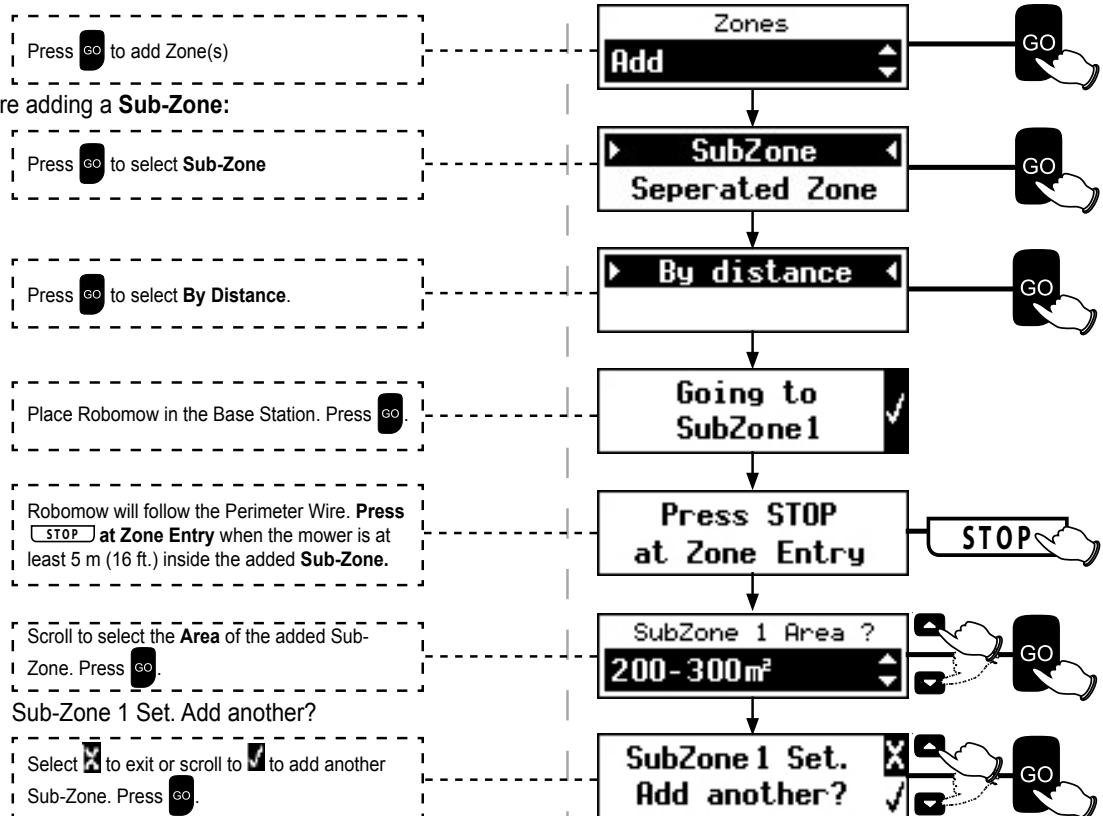 Press GO to add Zone(s)
Zones
Add
GO
re adding a Sub-Zone:
Press GO to select Sub-Zone
SubZone
Seperated Zone
GO
Press GO to select By Distance.
By distance
GO
Place Robomow in the Base Station. Press GO.
Going to
SubZone1
Robomow will follow the Perimeter Wire. Press
STOP at Zone Entry when the mower is at
least 5 m (16 ft.) inside the added Sub-Zone.
Press STOP
at Zone Entry
STOP
Scroll to select the Area of the added Sub-
Zone. Press GO.
SubZone 1 Area ?
200-300m²
GO
Sub-Zone 1 Set. Add another?
Select X to exit or scroll to ✓ to add another
Sub-Zone. Press GO.
SubZone1 Set. X
Add another? ✓
GO